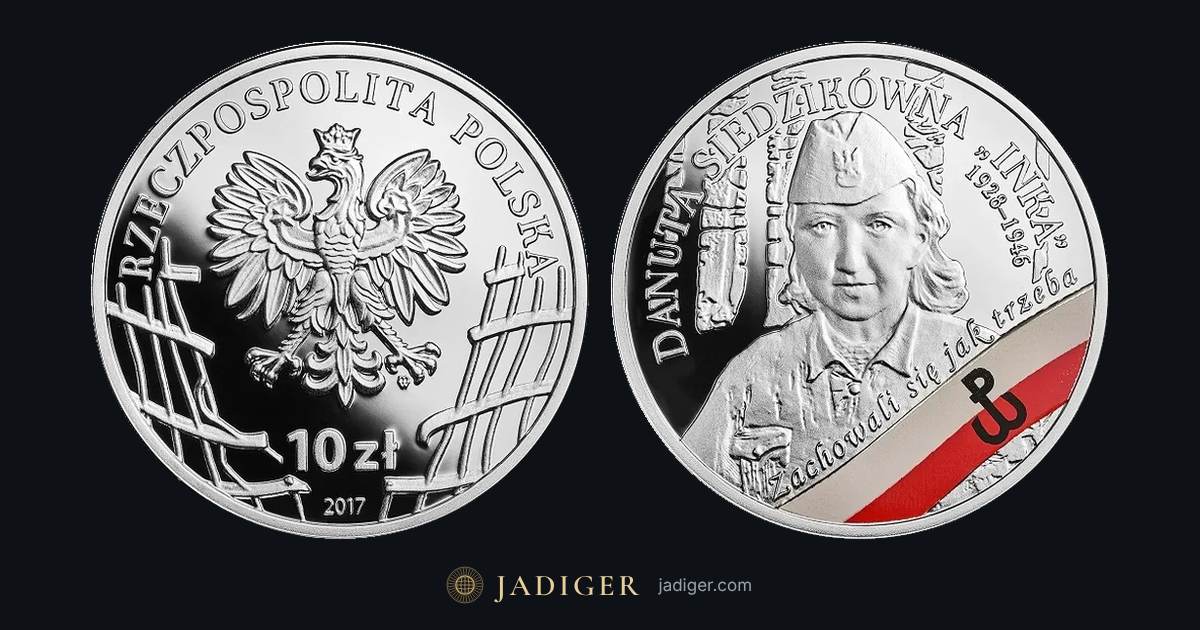 RZECZPOSPOLITA POLSKA
10 zł
2017
DANUTA SIEDZIKÓWNA
„INKA”
1928–1946
Zachowali się jak trzeba
JADIGER jadiger.com